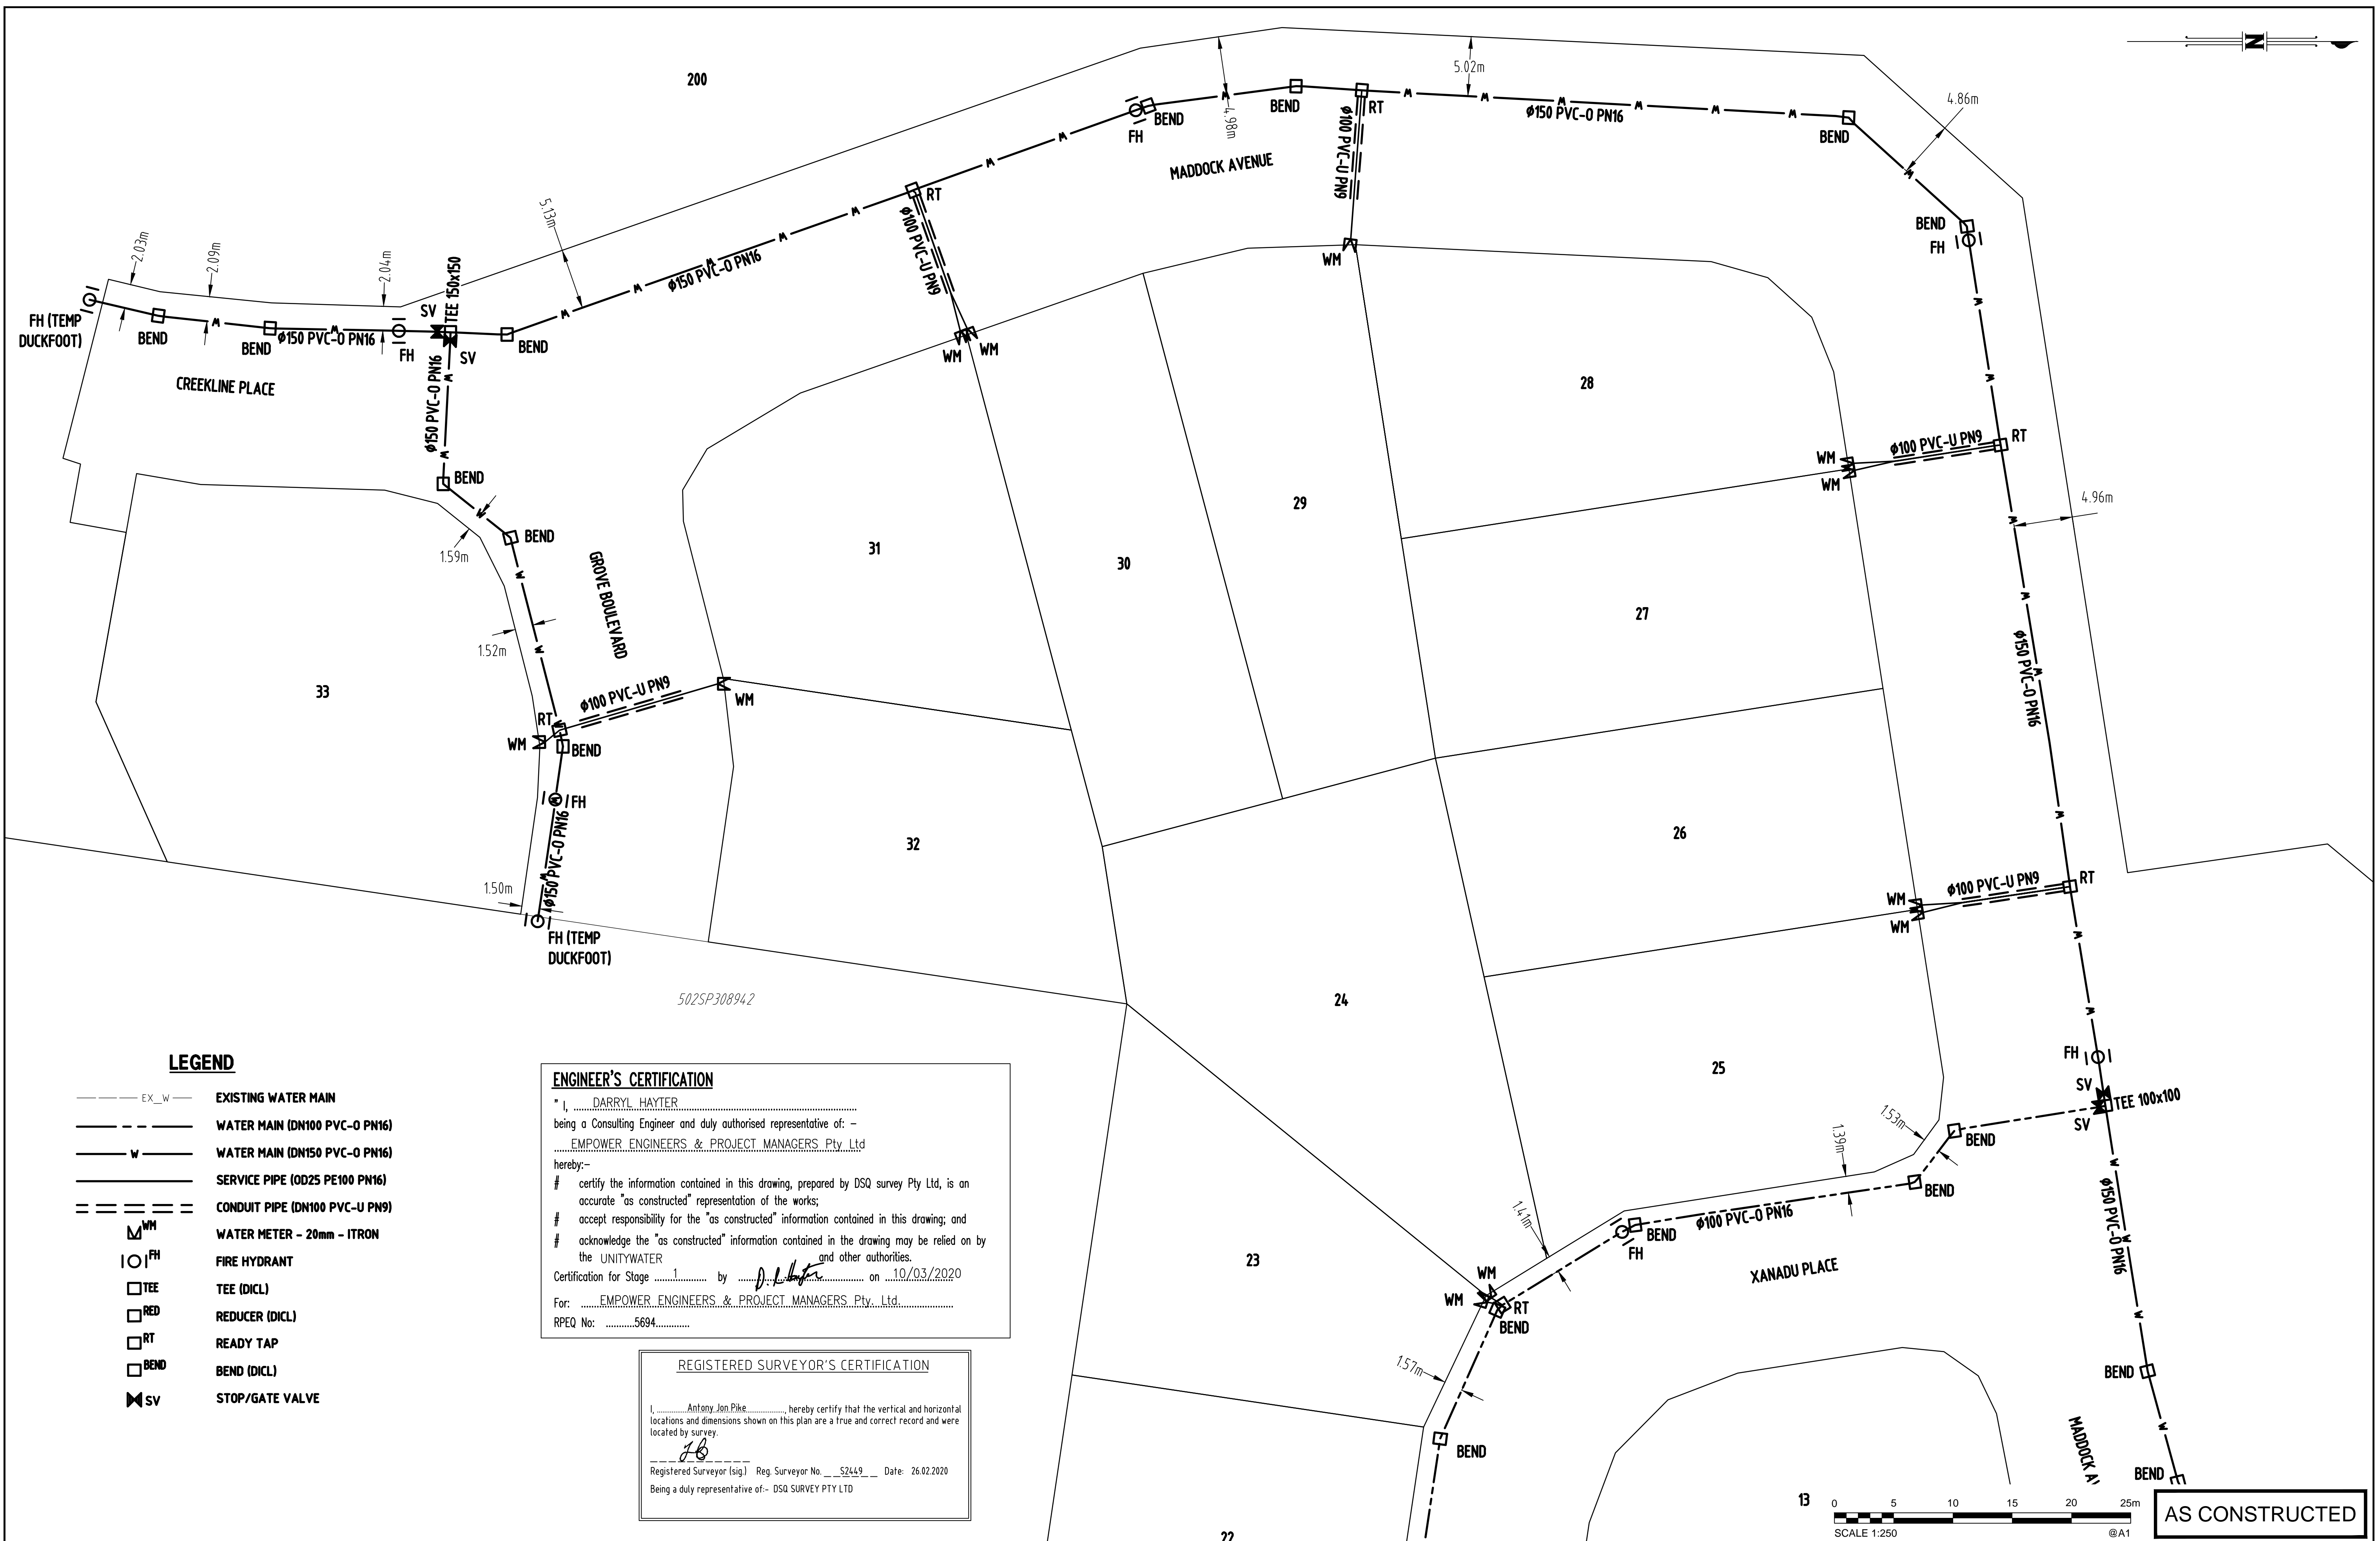 200
5.02m
4.86m
FH
BEND
4.98m
BEND
RT
φ150 PVC-O PN16
BEND
φ100 PVC-U PN9
MADDOCK AVENUE
WM
5.13m
RT
φ100 PVC-U PN9
φ150 PVC-O PN16
WM
WM
BEND
FH
2.03m
2.09m
2.04m
SV
TEE 150x150
FH (TEMP
DUCKFOOT)
BEND
BEND
φ150 PVC-O PN16
FH
SV
BEND
CREEKLINE PLACE
φ150 PVC-O PN16
BEND
BEND
1.59m
GROVE BOULEVARD
1.52m
33
31
30
29
28
WM
WM
φ100 PVC-U PN9
RT
4.96m
27
φ150 PVC-O PN16
φ100 PVC-U PN9
RT
WM
WM
BEND
FH
φ150 PVC-O PN16
1.50m
FH (TEMP
DUCKFOOT)
32
26
WM
WM
φ100 PVC-U PN9
RT
502SP308942
24
25
FH
SV
TEE 100x100
SV
1.53m
1.39m
BEND
BEND
1.41m
φ100 PVC-O PN16
BEND
FH
XANADU PLACE
φ150 PVC-O PN16
23
WM
WM
RT
BEND
1.57m
BEND
BEND
MADDOCK A
BEND
22
13
LEGEND
EX_W EXISTING WATER MAIN
WATER MAIN (DN100 PVC-O PN16)
W WATER MAIN (DN150 PVC-O PN16)
SERVICE PIPE (OD25 PE100 PN16)
CONDUIT PIPE (DN100 PVC-U PN9)
WM WATER METER - 20mm - ITRON
FH FIRE HYDRANT
TEE TEE (DICL)
RED REDUCER (DICL)
RT READY TAP
BEND BEND (DICL)
SV STOP/GATE VALVE
ENGINEER'S CERTIFICATION
" I, DARRYL HAYTER
being a Consulting Engineer and duly authorised representative of: -
EMPOWER ENGINEERS & PROJECT MANAGERS Pty Ltd
hereby:-
# certify the information contained in this drawing, prepared by DSQ survey Pty Ltd, is an
accurate "as constructed" representation of the works;
# accept responsibility for the "as constructed" information contained in this drawing; and
# acknowledge the "as constructed" information contained in the drawing may be relied on by
the UNITYWATER and other authorities.
Certification for Stage 1 by D. R. Hayter on 10/03/2020
For: EMPOWER ENGINEERS & PROJECT MANAGERS Pty. Ltd.
RPEQ No: 5694
REGISTERED SURVEYOR'S CERTIFICATION
I, Antony Jon Pike, hereby certify that the vertical and horizontal
locations and dimensions shown on this plan are a true and correct record and were
located by survey.
Registered Surveyor (sig.) Reg. Surveyor No. S2449 Date: 26.02.2020
Being a duly representative of:- DSQ SURVEY PTY LTD
0 5 10 15 20 25m
SCALE 1:250 @A1
AS CONSTRUCTED
N